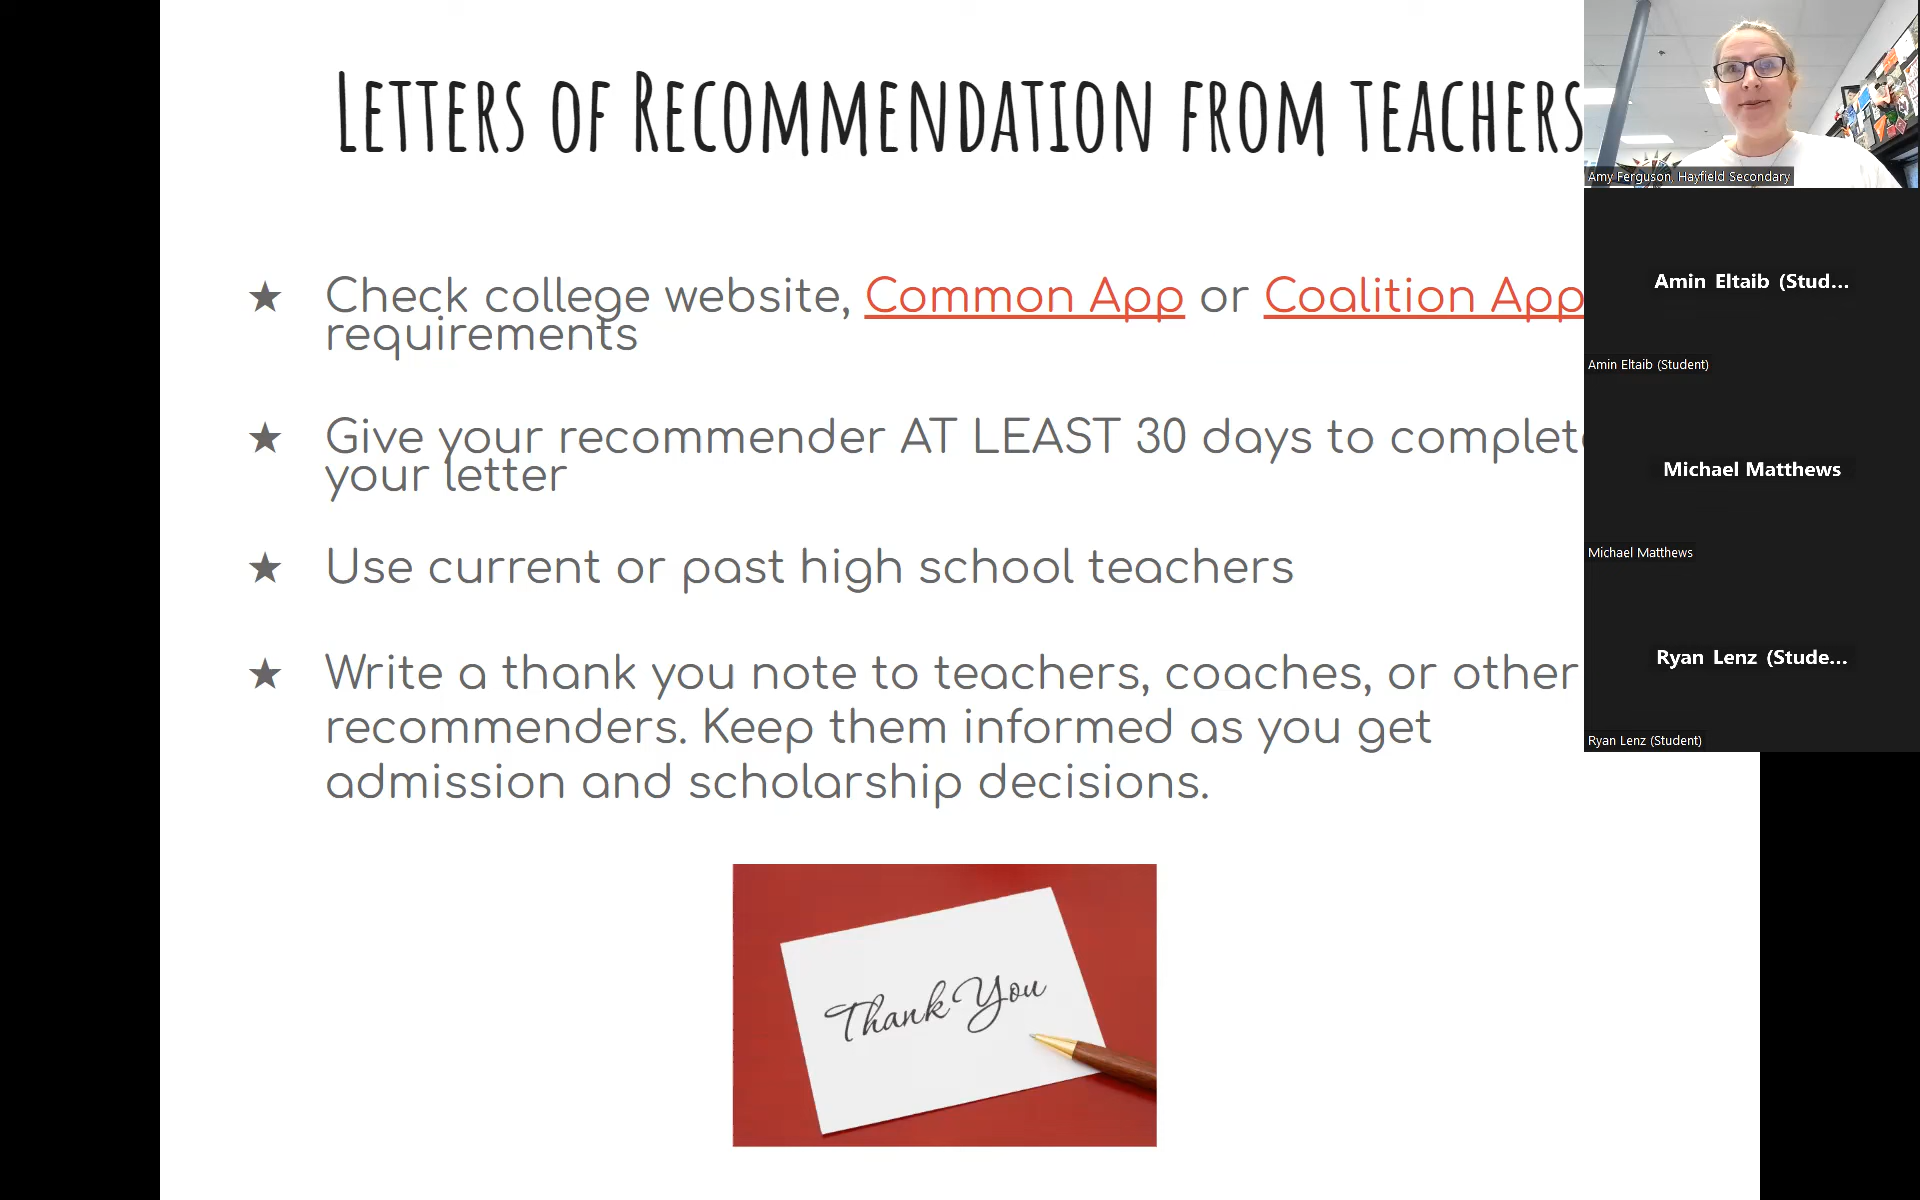 Letters of Recommendation from teachers
★ Check college website, Common App or Coalition App
requirements
★ Give your recommender AT LEAST 30 days to complete
your letter
★ Use current or past high school teachers
★ Write a thank you note to teachers, coaches, or other
recommenders. Keep them informed as you get
admission and scholarship decisions.
Thank You
Amy Ferguson, Hayfield Secondary
Amin Eltaib (Stud...
Amin Eltaib (Student)
Michael Matthews
Michael Matthews
Ryan Lenz (Stude...
Ryan Lenz (Student)